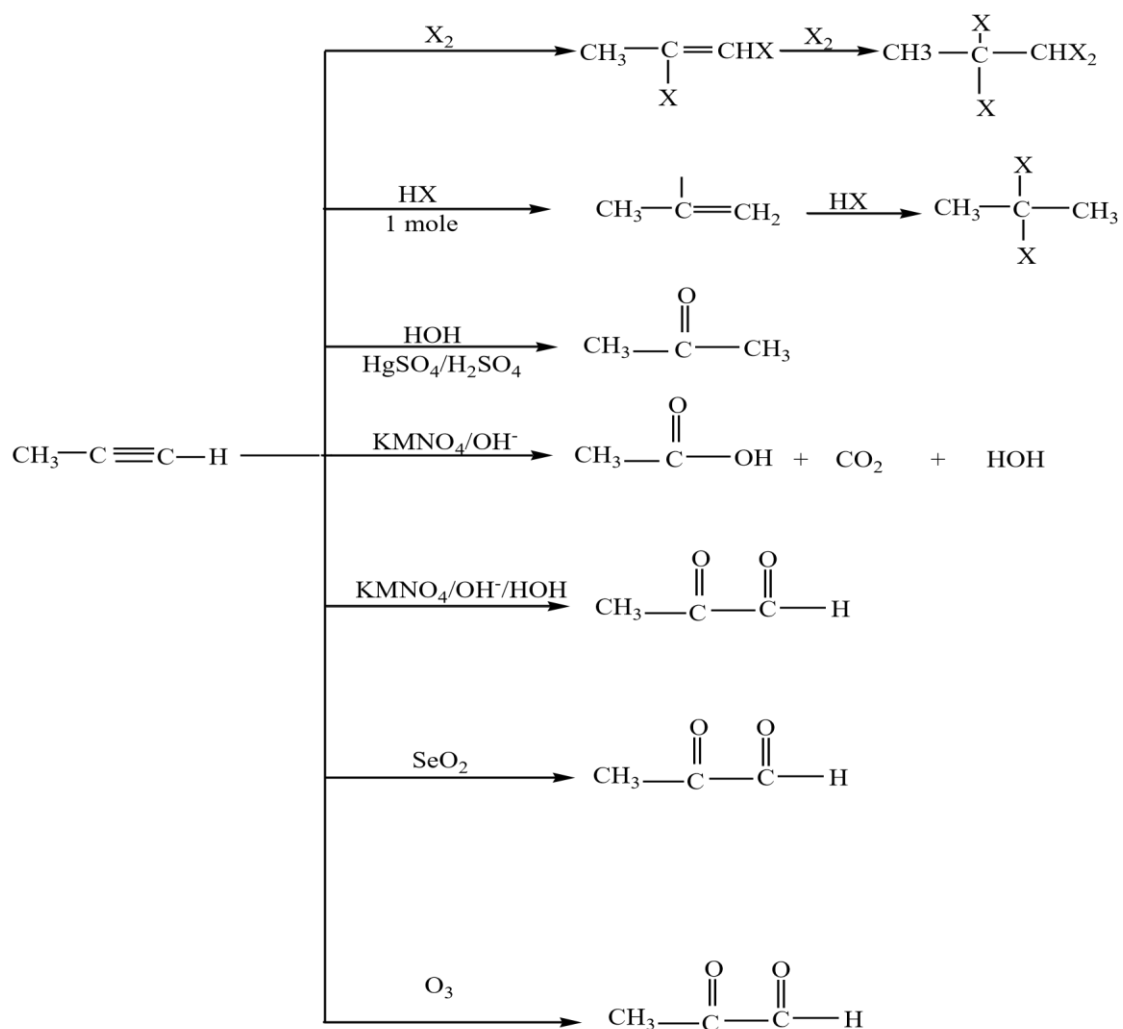 X₂ CH₃ C CHX X₂ CH3 C CHX₂
X
X
X
HX 1 mole CH₃ C CH₂ HX CH₃ C CH₃
X
X
HOH HgSO₄/H₂SO₄ CH₃ C CH₃
O
CH₃ C C H
KMNO₄/OH⁻ CH₃ C OH + CO₂ + HOH
O
KMNO₄/OH⁻/HOH CH₃ C C H
O O
SeO₂ CH₃ C C H
O O
O₃ CH₃ C C H
O O